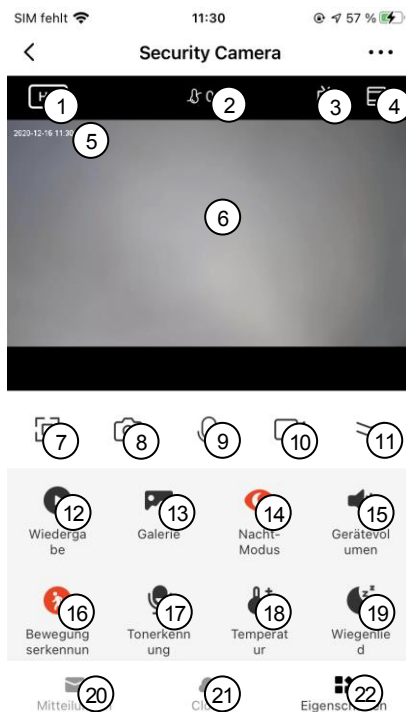 SIM fehlt 11:30 57 %
Security Camera
1 2 3 4
2020-12-16 11:30
5
6
7 8 9 10 11
12 13 14 15
Wiederga
be
Galerie
Nacht-
Modus
Gerätevol
umen
16 17 18 19
Bewegung
serkennun
Tonerkenn
ung
Temperat
ur
Wiegenlie
d
20 21 22